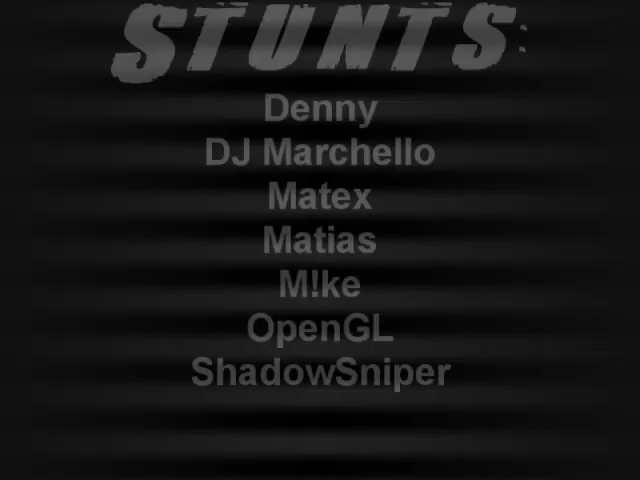 STUNTS:
Denny
DJ Marchello
Matex
Matias
M!ke
OpenGL
ShadowSniper